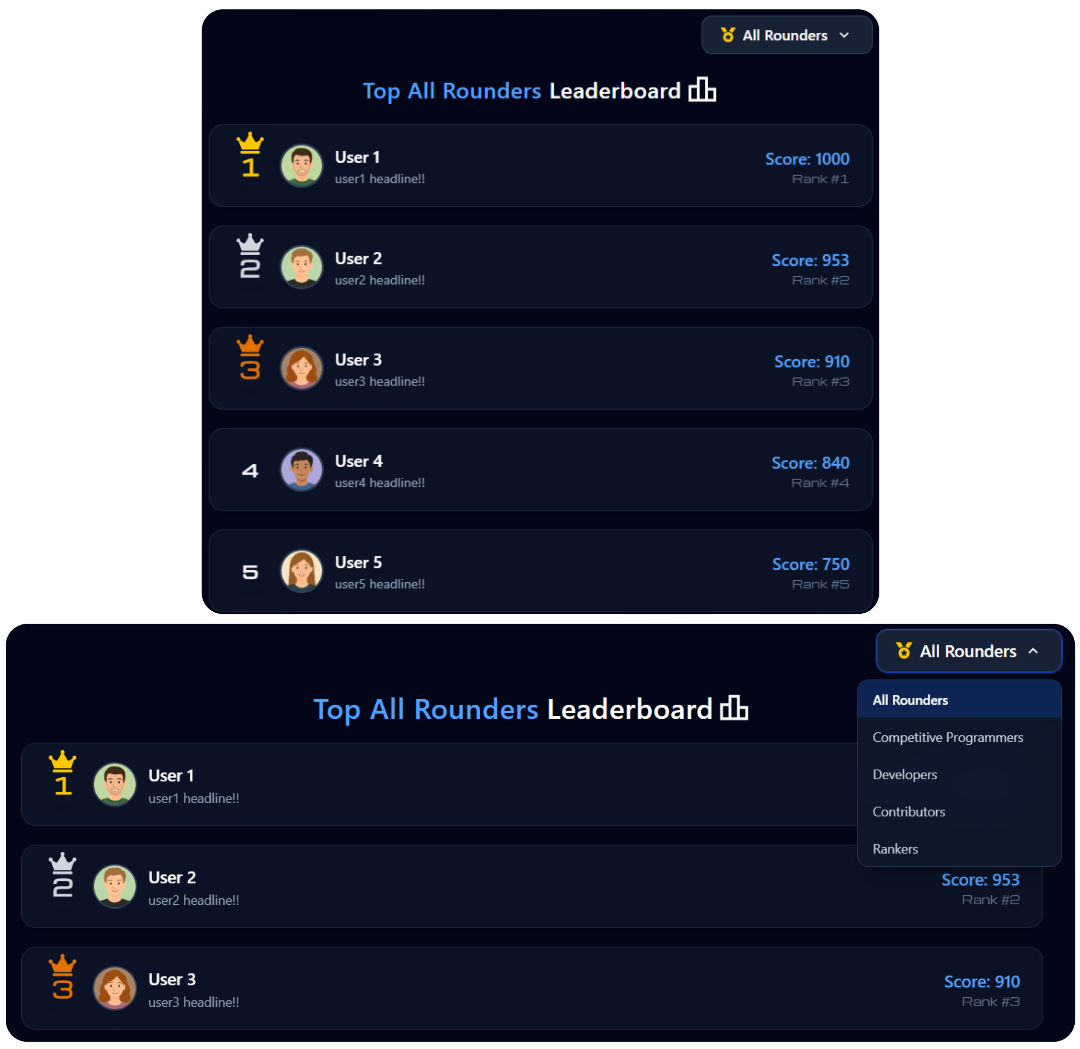 All Rounders
Top All Rounders Leaderboard
1
User 1
user1 headline!!
Score: 1000
Rank #1
2
User 2
user2 headline!!
Score: 953
Rank #2
3
User 3
user3 headline!!
Score: 910
Rank #3
4
User 4
user4 headline!!
Score: 840
Rank #4
5
User 5
user5 headline!!
Score: 750
Rank #5
All Rounders
Top All Rounders Leaderboard
All Rounders
Competitive Programmers
Developers
Contributors
Rankers
1
User 1
user1 headline!!
2
User 2
user2 headline!!
Score: 953
Rank #2
3
User 3
user3 headline!!
Score: 910
Rank #3